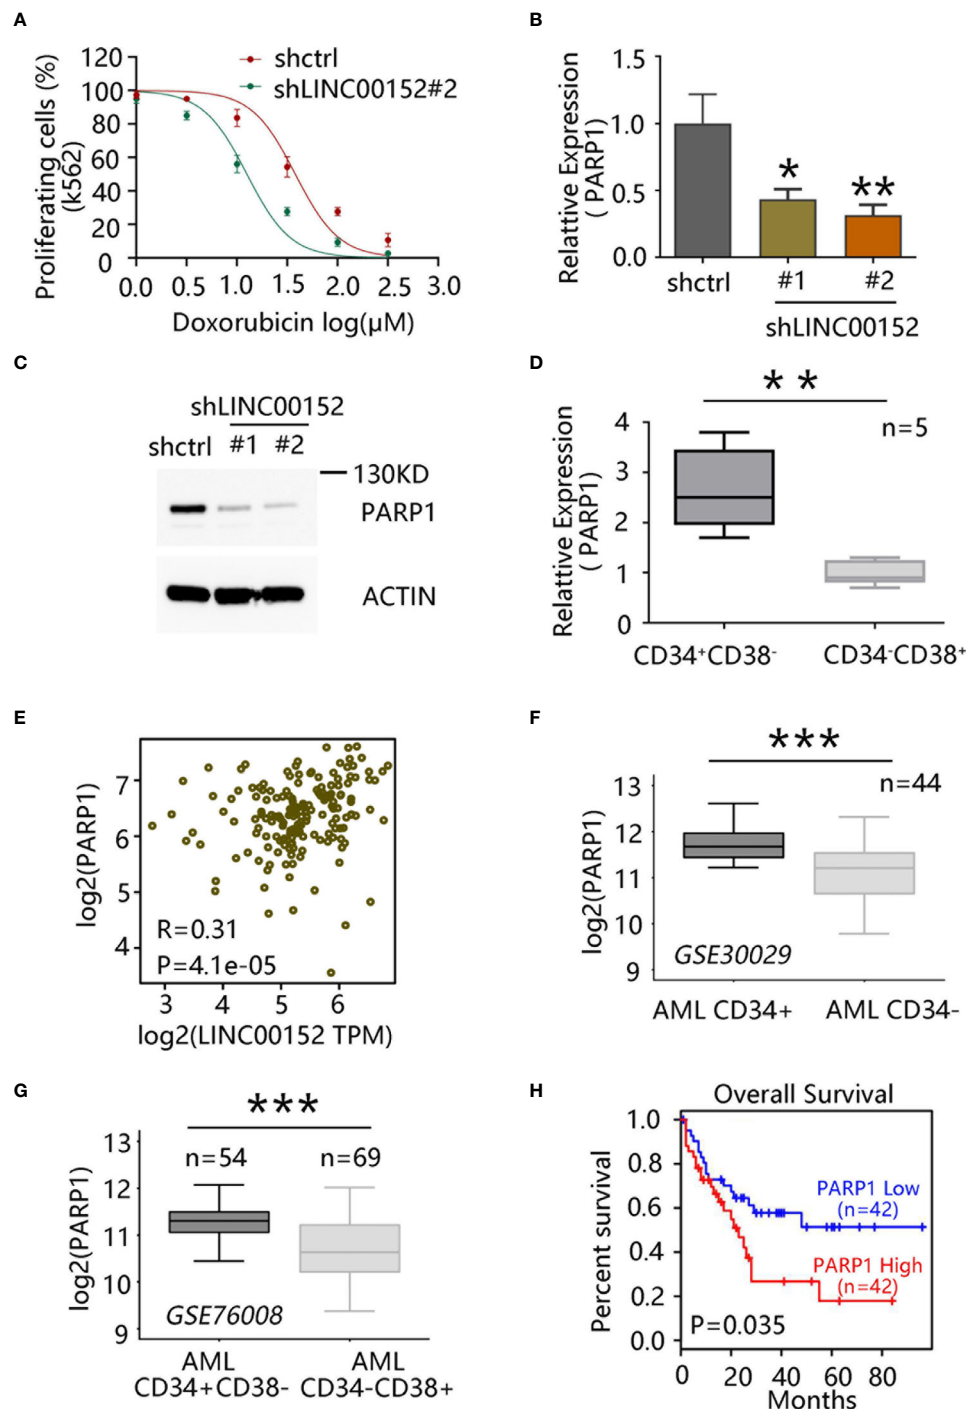 A
120
100
80
60
40
20
0
Proliferating cells (%)
(k562)
shctrl
shLINC00152#2
0.0 0.5 1.0 1.5 2.0 2.5 3.0
Doxorubicin log(μM)
B
1.5
1.0
0.5
0.0
Relattive Expression
( PARP1)
*
**
shctrl #1 #2
shLINC00152
C
shLINC00152
shctrl #1 #2
130KD
PARP1
ACTIN
D
* *
n=5
4
3
2
1
0
Relattive Expression
( PARP1)
CD34+CD38- CD34-CD38+
E
7
6
5
4
log2(PARP1)
R=0.31
P=4.1e-05
3 4 5 6
log2(LINC00152 TPM)
F
***
n=44
13
12
11
10
9
log2(PARP1)
GSE30029
AML CD34+ AML CD34-
G
***
n=54 n=69
13
12
11
10
9
log2(PARP1)
GSE76008
AML AML
CD34+CD38- CD34-CD38+
H
Overall Survival
1.0
0.8
0.6
0.4
0.2
0.0
Percent survival
PARP1 Low
(n=42)
PARP1 High
(n=42)
P=0.035
0 20 40 60 80
Months